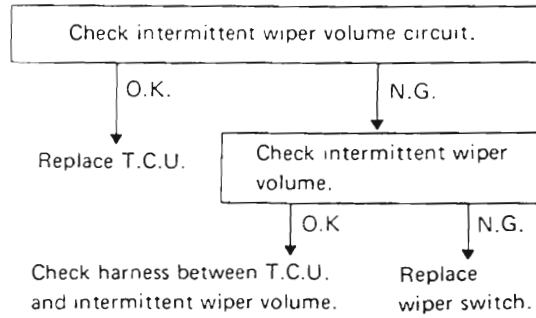 Check intermittent wiper volume circuit.
O.K.
N.G.
Replace T.C.U.
Check intermittent wiper
volume.
O.K
N.G.
Check harness between T.C.U.
and intermittent wiper volume.
Replace
wiper switch.